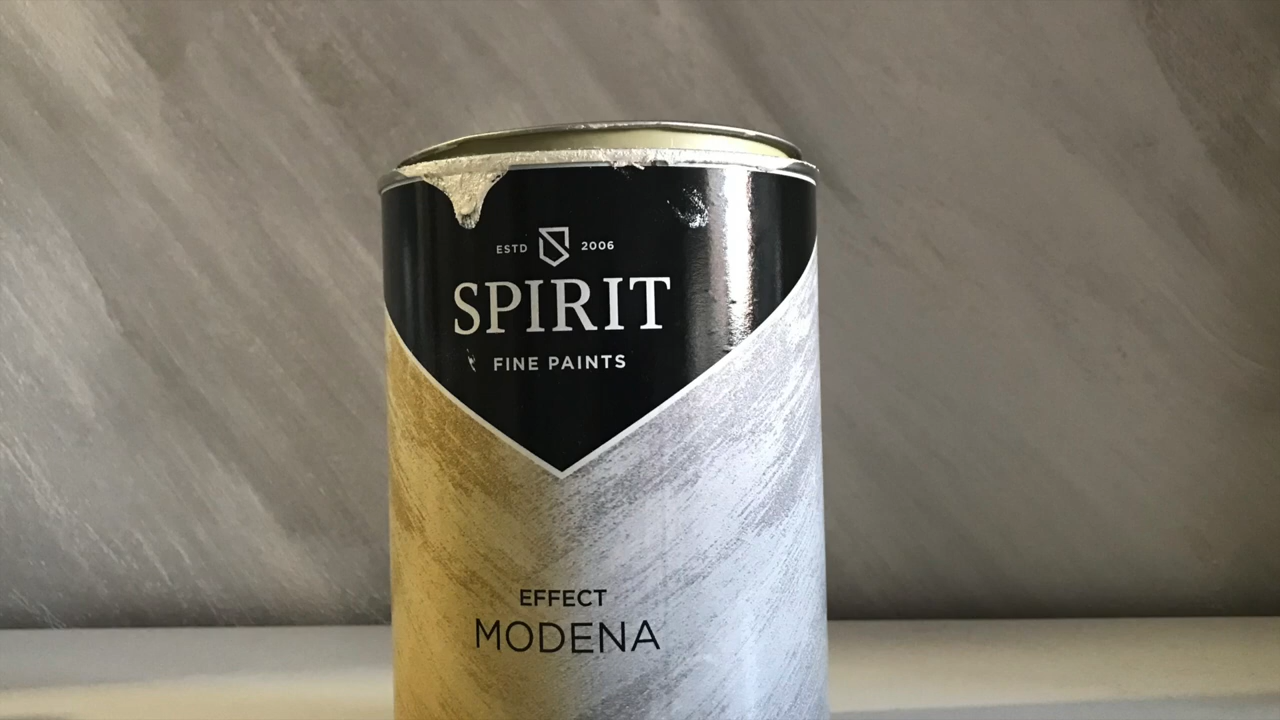 ESTD 2006
SPIRIT
FINE PAINTS
EFFECT
MODENA